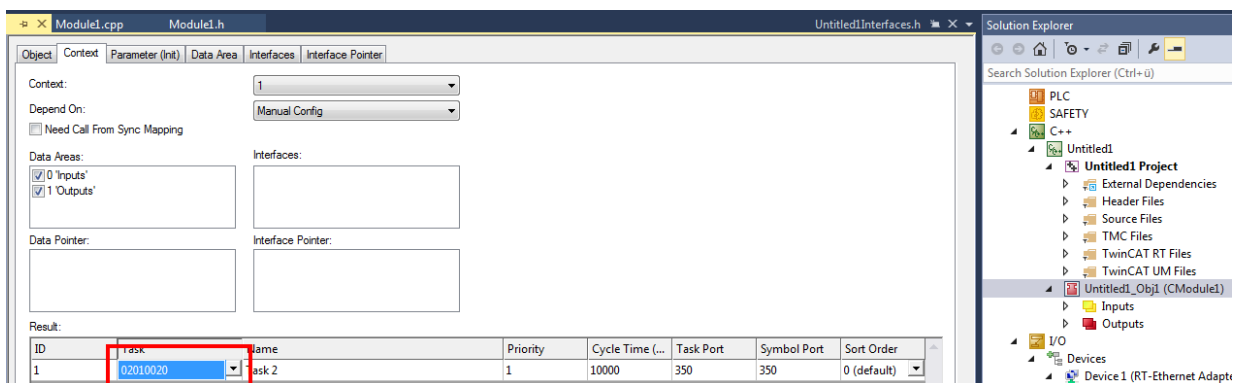 Module1.cpp Module1.h Untitled1Interfaces.h
Object Context Parameter (Init) Data Area Interfaces Interface Pointer
Context: 1
Depend On: Manual Config
Need Call From Sync Mapping
Data Areas: Interfaces:
0 'Inputs'
1 'Outputs'
Data Pointer: Interface Pointer:
Result:
ID Task Name Priority Cycle Time (... Task Port Symbol Port Sort Order
1 02010020 Task 2 1 10000 350 350 0 (default)
Solution Explorer
Search Solution Explorer (Ctrl+ü)
PLC
SAFETY
C++
Untitled1
Untitled1 Project
External Dependencies
Header Files
Source Files
TMC Files
TwinCAT RT Files
TwinCAT UM Files
Untitled1_Obj1 (CModule1)
Inputs
Outputs
I/O
Devices
Device 1 (RT-Ethernet Adapte